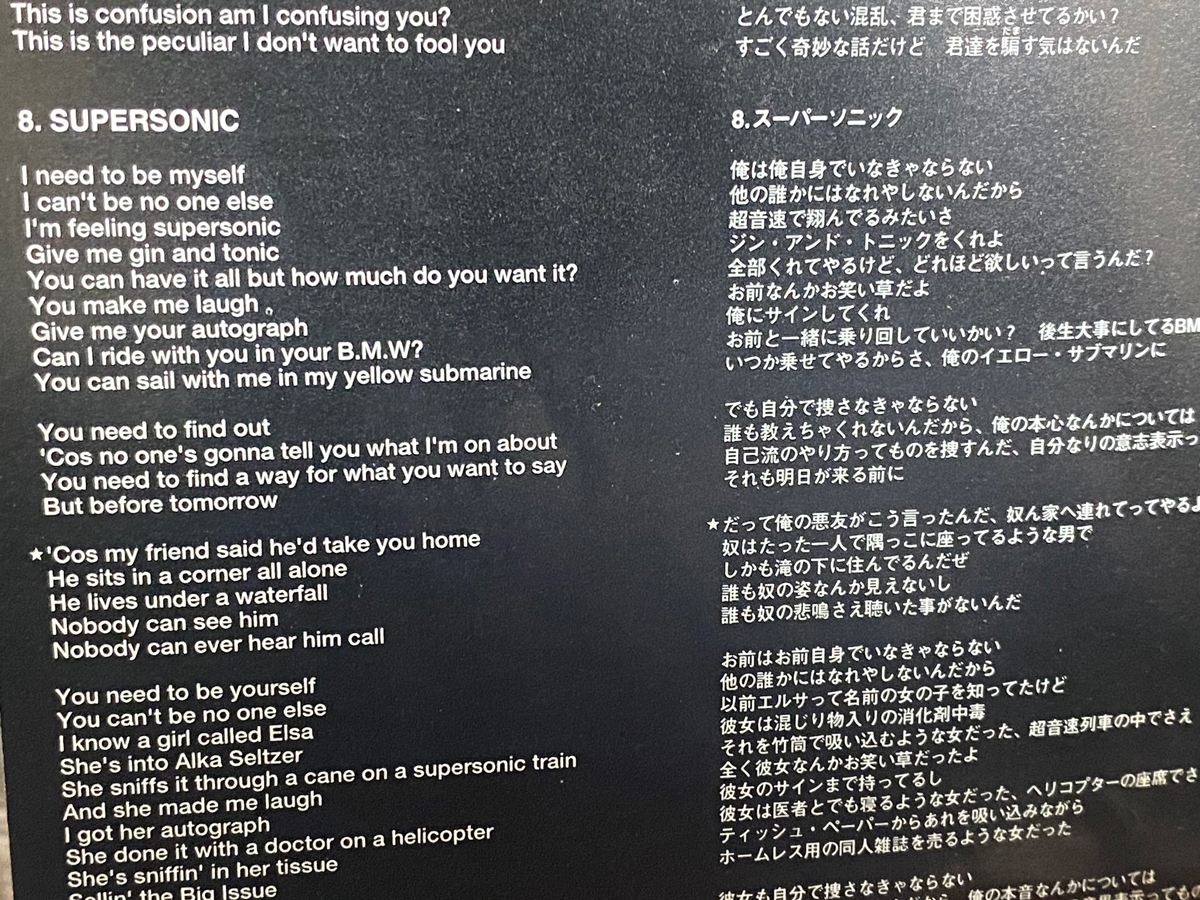 This is confusion am I confusing you?
This is the peculiar I don't want to fool you
8. SUPERSONIC
I need to be myself
I can't be no one else
I'm feeling supersonic
Give me gin and tonic
You can have it all but how much do you want it?
You make me laugh
Give me your autograph
Can I ride with you in your B.M.W?
You can sail with me in my yellow submarine
You need to find out
'Cos no one's gonna tell you what I'm on about
You need to find a way for what you want to say
But before tomorrow
★'Cos my friend said he'd take you home
He sits in a corner all alone
He lives under a waterfall
Nobody can see him
Nobody can ever hear him call
You need to be yourself
You can't be no one else
I know a girl called Elsa
She's into Alka Seltzer
She sniffs it through a cane on a supersonic train
And she made me laugh
I got her autograph
She done it with a doctor on a helicopter
She's sniffin' in her tissue
Sellin' the Big Issue
とんでもない混乱、君まで困惑させてるかい?
すごく奇妙な話だけど 君達を騙す気はないんだ
8.スーパーソニック
俺は俺自身でいなきゃならない
他の誰かにはなれやしないんだから
超音速で翔んでるみたいさ
ジン・アンド・トニックをくれよ
全部くれてやるけど、どれほど欲しいって言うんだ?
お前なんかお笑い草だよ
俺にサインしてくれ
お前と一緒に乗り回していいかい? 後生大事にしてるBM
いつか乗せてやるからさ、俺のイエロー・サブマリンに
でも自分で捜さなきゃならない
誰も教えちゃくれないんだから、俺の本心なんかについては
自己流のやり方ってものを捜すんだ、自分なりの意志表示っ
それも明日が来る前に
★だって俺の悪友がこう言ったんだ、奴ん家へ連れてってやるよ
奴はたった一人で隅っこに座ってるような男で
しかも滝の下に住んでるんだぜ
誰も奴の姿なんか見えないし
誰も奴の悲鳴さえ聴いた事がないんだ
お前はお前自身でいなきゃならない
他の誰かにはなれやしないんだから
以前エルサって名前の女の子を知ってたけど
彼女は混じり物入りの消化剤中毒
それを竹筒で吸い込むような女だった、超音速列車の中でさえ
全く彼女なんかお笑い草だったよ
彼女のサインまで持ってるし
彼女は医者とでも寝るような女だった、ヘリコプターの座席でさ
ティッシュ・ペーパーからあれを吸い込みながら
ホームレス用の同人雑誌を売るような女だった
彼女も自分で捜さなきゃならない
俺の本音なんかについては